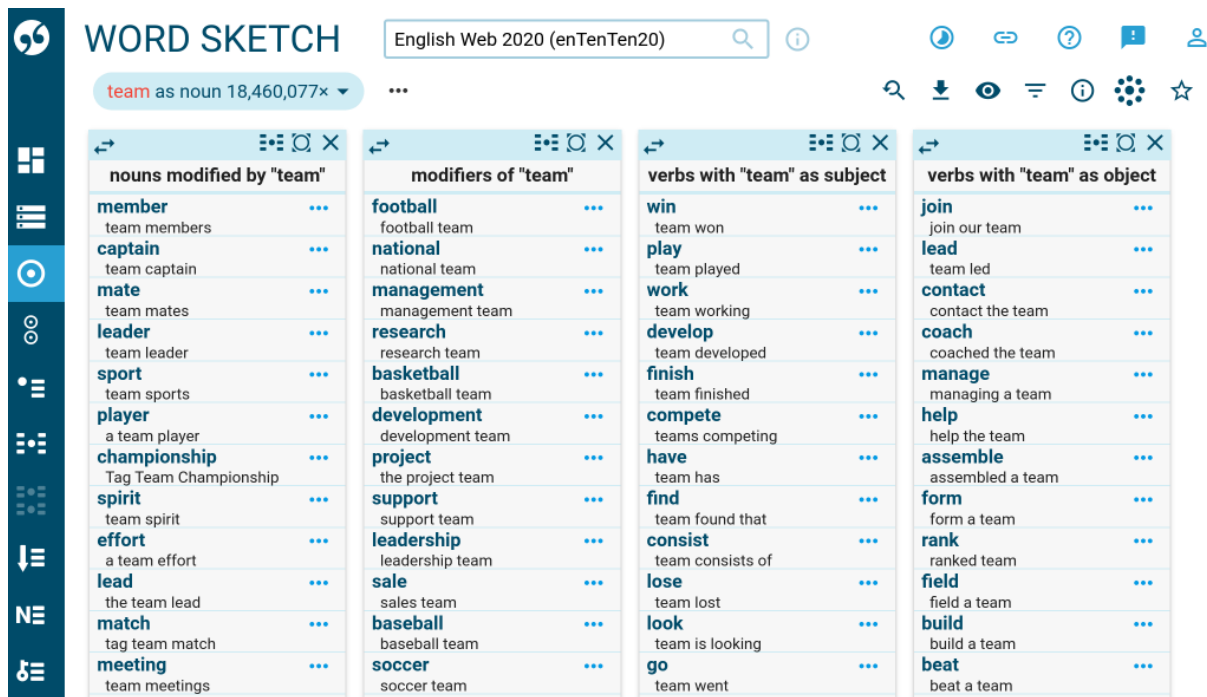 WORD SKETCH
English Web 2020 (enTenTen20)
team as noun 18,460,077×
nouns modified by "team"
member
team members
captain
team captain
mate
team mates
leader
team leader
sport
team sports
player
a team player
championship
Tag Team Championship
spirit
team spirit
effort
a team effort
lead
the team lead
match
tag team match
meeting
team meetings
modifiers of "team"
football
football team
national
national team
management
management team
research
research team
basketball
basketball team
development
development team
project
the project team
support
support team
leadership
leadership team
sale
sales team
baseball
baseball team
soccer
soccer team
verbs with "team" as subject
win
team won
play
team played
work
team working
develop
team developed
finish
team finished
compete
teams competing
have
team has
find
team found that
consist
team consists of
lose
team lost
look
team is looking
go
team went
verbs with "team" as object
join
join our team
lead
team led
contact
contact the team
coach
coached the team
manage
managing a team
help
help the team
assemble
assembled a team
form
form a team
rank
ranked team
field
field a team
build
build a team
beat
beat a team